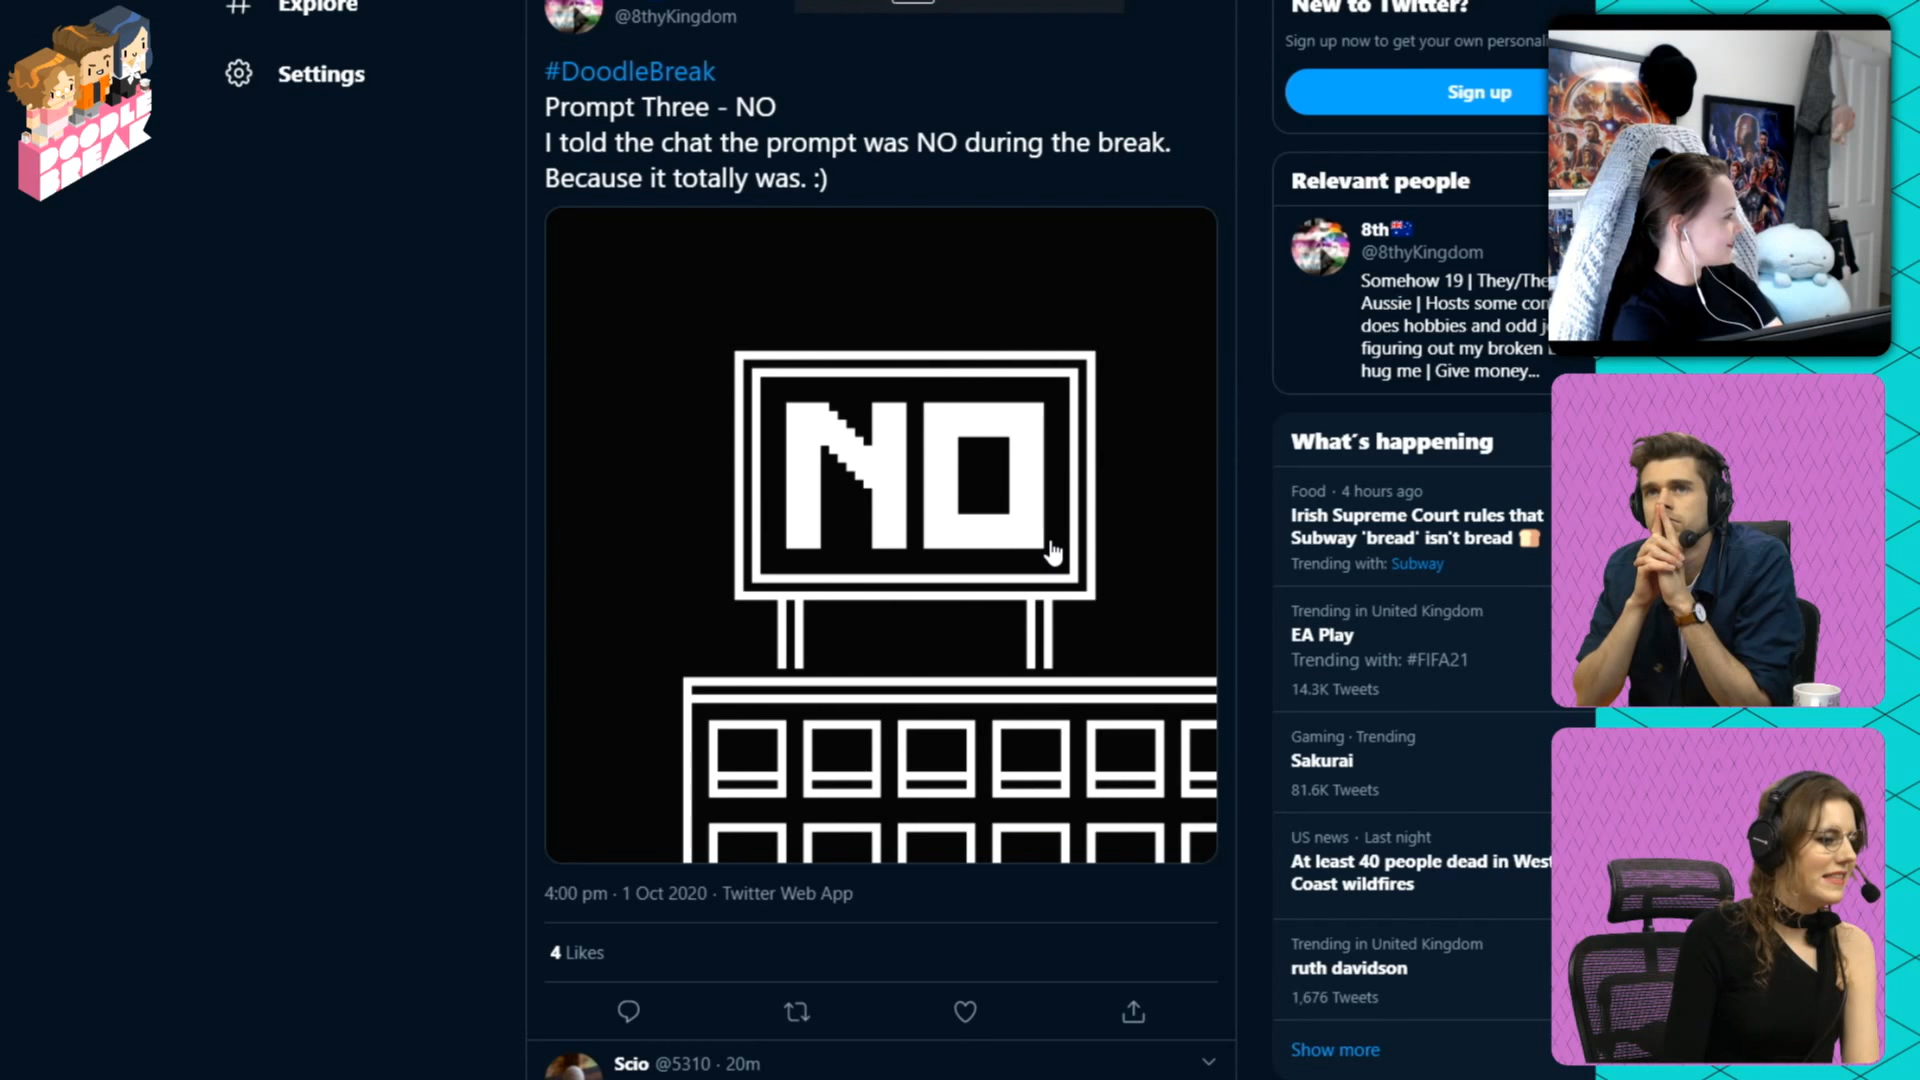 DOODLE
BREAK
Explore
Settings
@8thyKingdom
#DoodleBreak
Prompt Three - NO
I told the chat the prompt was NO during the break.
Because it totally was. :)
NO
4:00 pm · 1 Oct 2020 · Twitter Web App
4 Likes
Scio @5310 · 20m
New to Twitter?
Sign up now to get your own personal
Sign up
Relevant people
8th
@8thyKingdom
Somehow 19 | They/The
Aussie | Hosts some
does hobbies and odd
figuring out my broken
hug me | Give money...
What's happening
Food · 4 hours ago
Irish Supreme Court rules that
Subway 'bread' isn't bread
Trending with: Subway
Trending in United Kingdom
EA Play
Trending with: #FIFA21
14.3K Tweets
Gaming · Trending
Sakurai
81.6K Tweets
US news · Last night
At least 40 people dead in West
Coast wildfires
Trending in United Kingdom
ruth davidson
1,676 Tweets
Show more